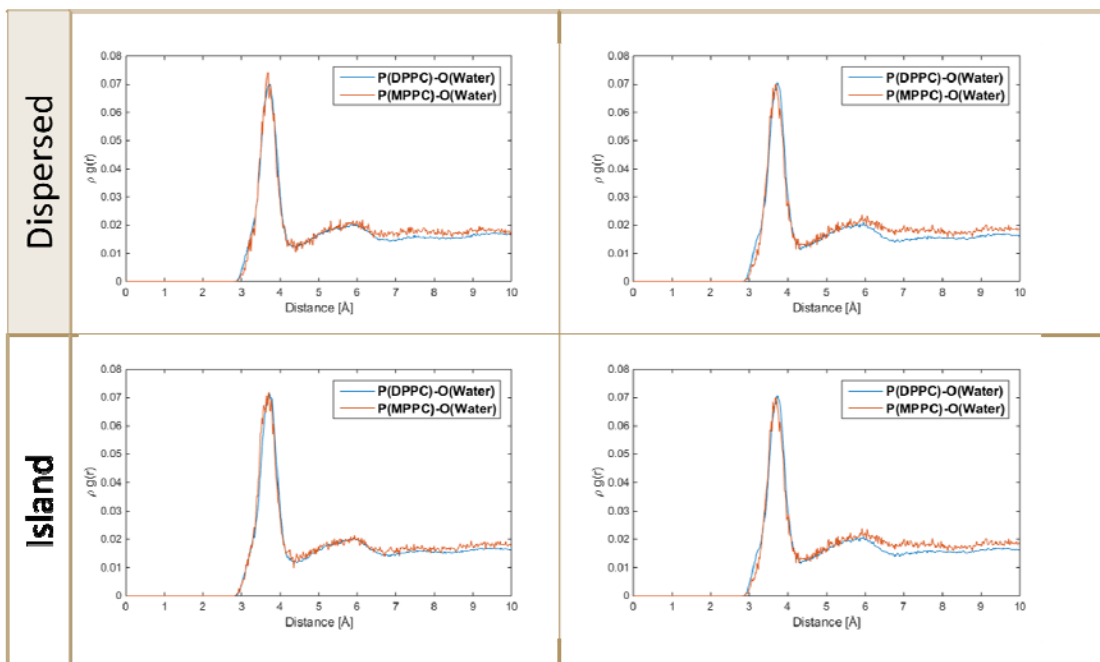 Dispersed
0.08
0.07
0.06
0.05
0.04
0.03
0.02
0.01
0
ρ g(r)
P(DPPC)-O(Water)
P(MPPC)-O(Water)
0 1 2 3 4 5 6 7 8 9 10
Distance [Å]
0.08
0.07
0.06
0.05
0.04
0.03
0.02
0.01
0
ρ g(r)
P(DPPC)-O(Water)
P(MPPC)-O(Water)
0 1 2 3 4 5 6 7 8 9 10
Distance [Å]
Island
0.08
0.07
0.06
0.05
0.04
0.03
0.02
0.01
0
ρ g(r)
P(DPPC)-O(Water)
P(MPPC)-O(Water)
0 1 2 3 4 5 6 7 8 9 10
Distance [Å]
0.08
0.07
0.06
0.05
0.04
0.03
0.02
0.01
0
ρ g(r)
P(DPPC)-O(Water)
P(MPPC)-O(Water)
0 1 2 3 4 5 6 7 8 9 10
Distance [Å]